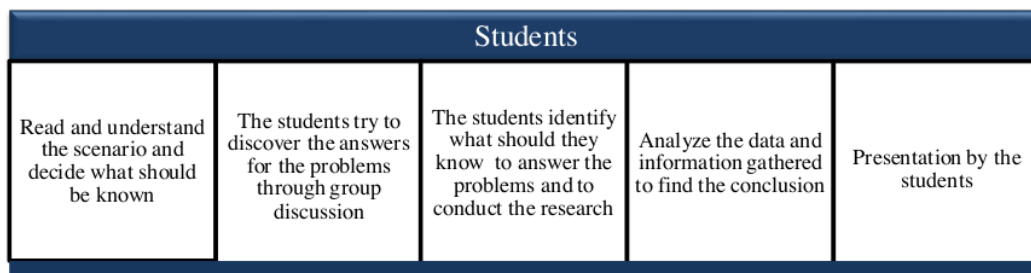 Students
Read and understand
the scenario and
decide what should
be known
The students try to
discover the answers
for the problems
through group
discussion
The students identify
what should they
know to answer the
problems and to
conduct the research
Analyze the data and
information gathered
to find the conclusion
Presentation by the
students